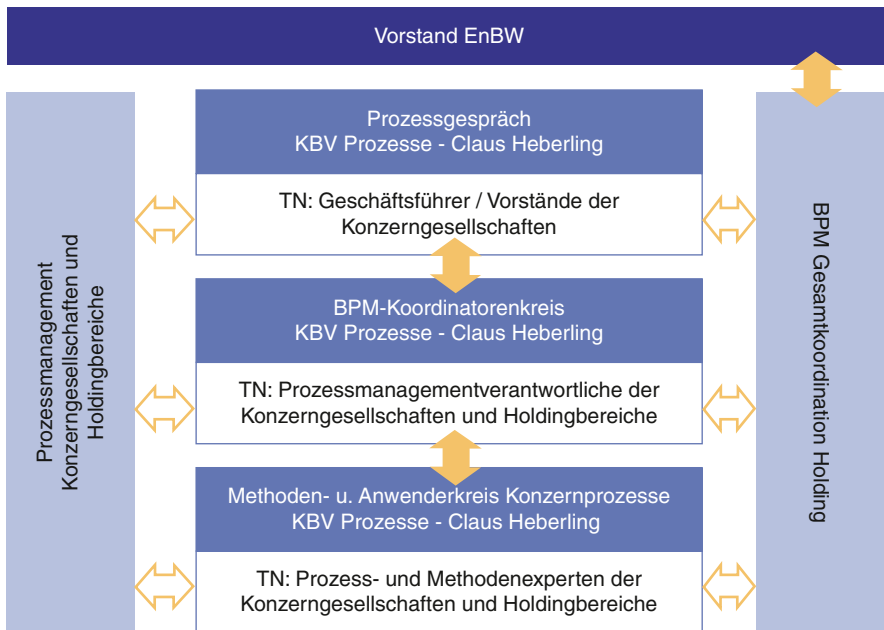 Vorstand EnBW
Prozessmanagement
Konzerngesellschaften und
Holdingbereiche
Prozessgespräch
KBV Prozesse - Claus Heberling
TN: Geschäftsführer / Vorstände der
Konzerngesellschaften
BPM-Koordinatorenkreis
KBV Prozesse - Claus Heberling
TN: Prozessmanagementverantwortliche der
Konzerngesellschaften und Holdingbereiche
Methoden- u. Anwenderkreis Konzernprozesse
KBV Prozesse - Claus Heberling
TN: Prozess- und Methodenexperten der
Konzerngesellschaften und Holdingbereiche
BPM Gesamtkoordination Holding